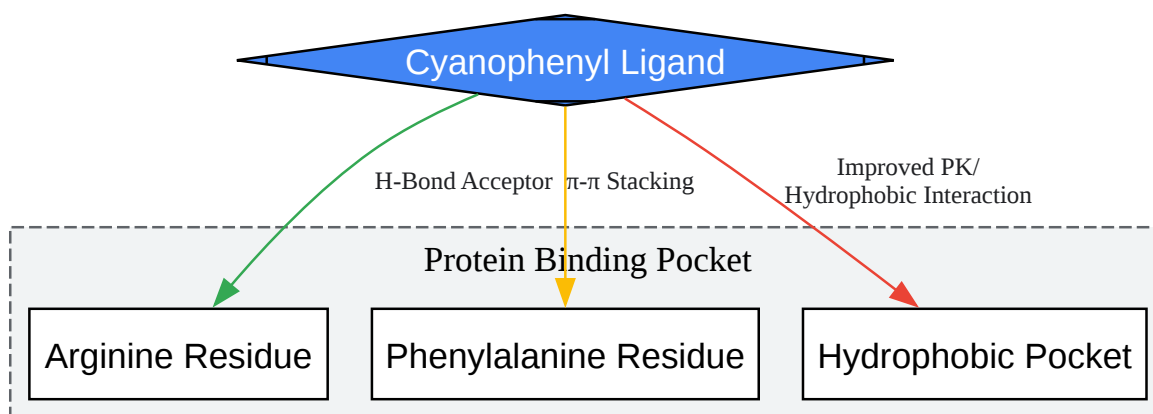 Cyanophenyl Ligand
H-Bond Acceptor
π-π Stacking
Improved PK/
Hydrophobic Interaction
Protein Binding Pocket
Arginine Residue
Phenylalanine Residue
Hydrophobic Pocket